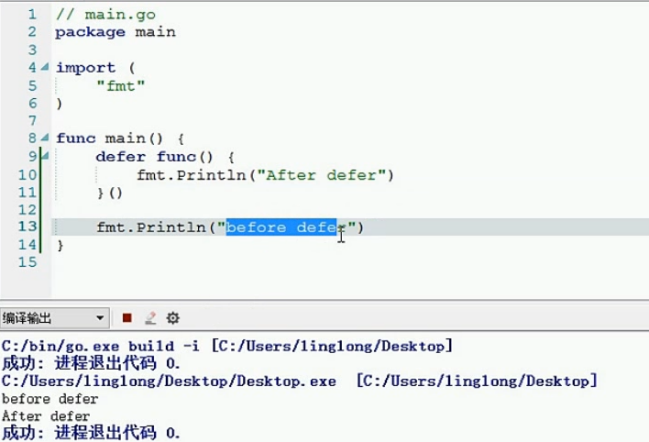 1 // main.go
2 package main
3
4 import (
5 "fmt"
6 )
7
8 func main() {
9 defer func() {
10 fmt.Println("After defer")
11 }()
12
13 fmt.Println("before defer")
14 }
15
编译输出
C:/bin/go.exe build -i [C:/Users/linglong/Desktop]
成功: 进程退出代码 0.
C:/Users/linglong/Desktop/Desktop.exe [C:/Users/linglong/Desktop]
before defer
After defer
成功: 进程退出代码 0.